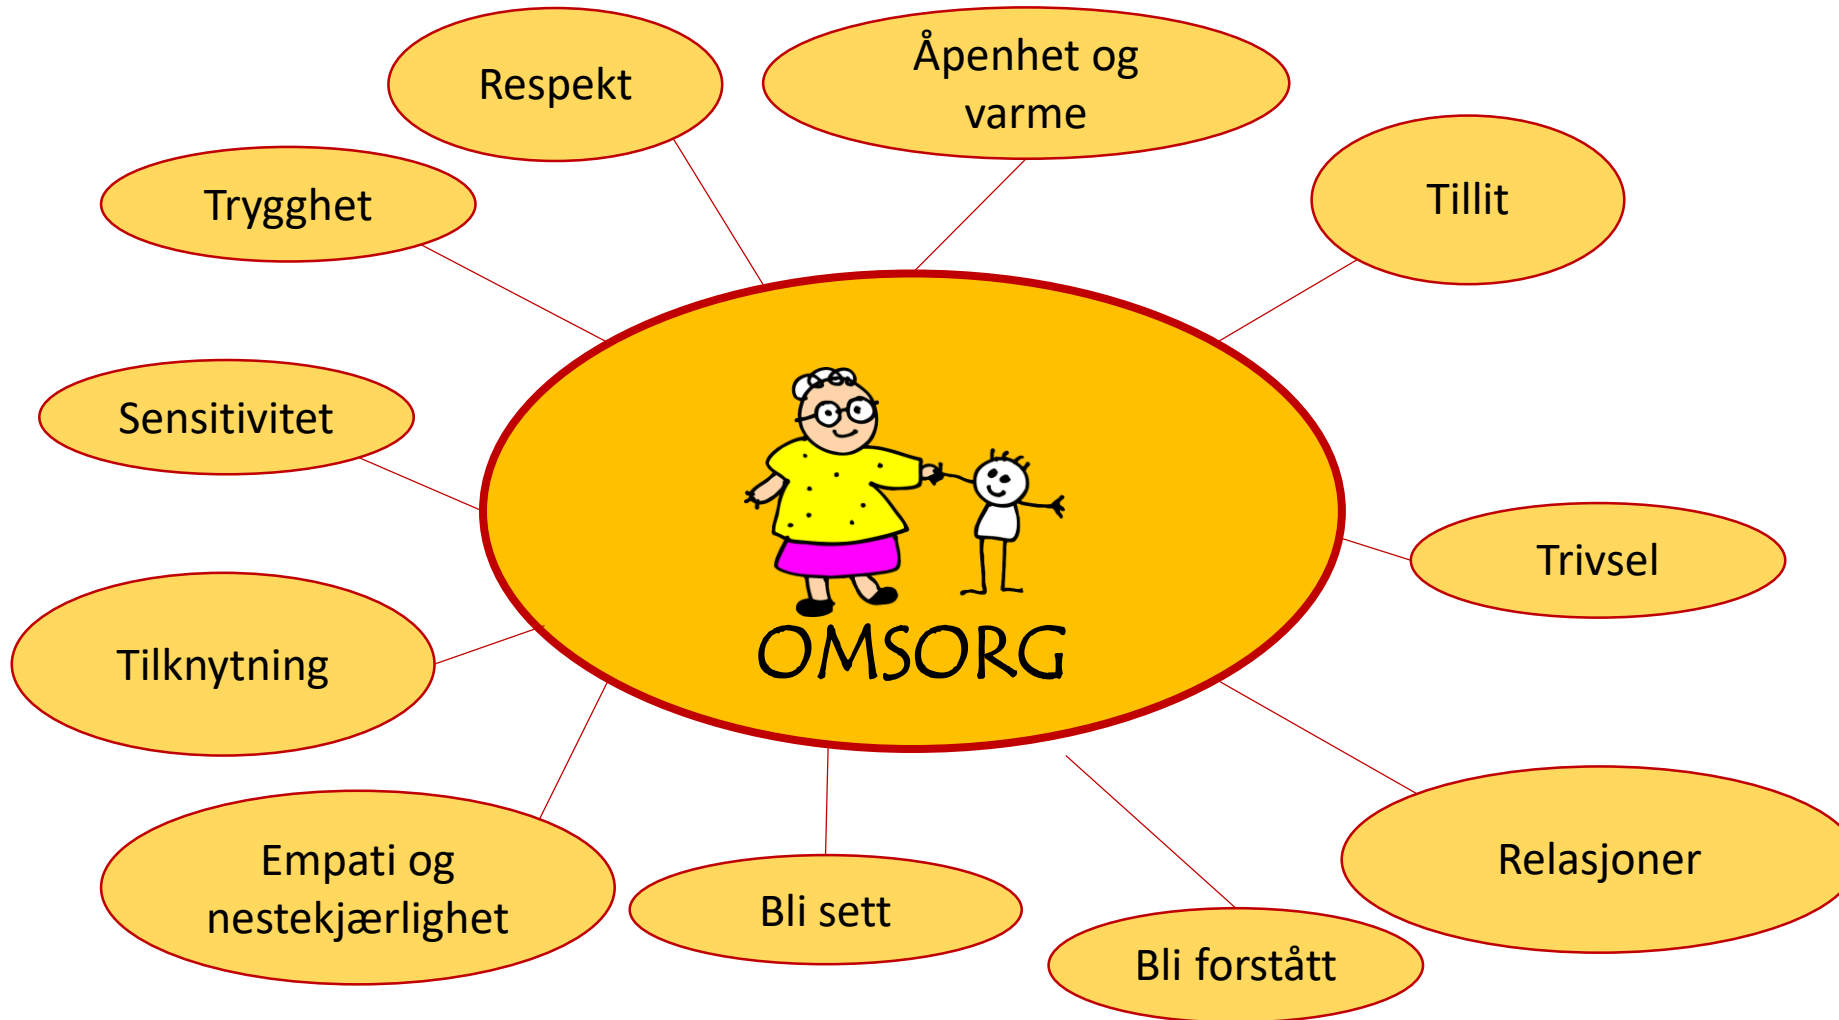 Respekt
Åpenhet og
varme
Trygghet
Tillit
Sensitivitet
Trivsel
OMSORG
Tilknytning
Empati og
nestekjærlighet
Bli sett
Relasjoner
Bli forstått